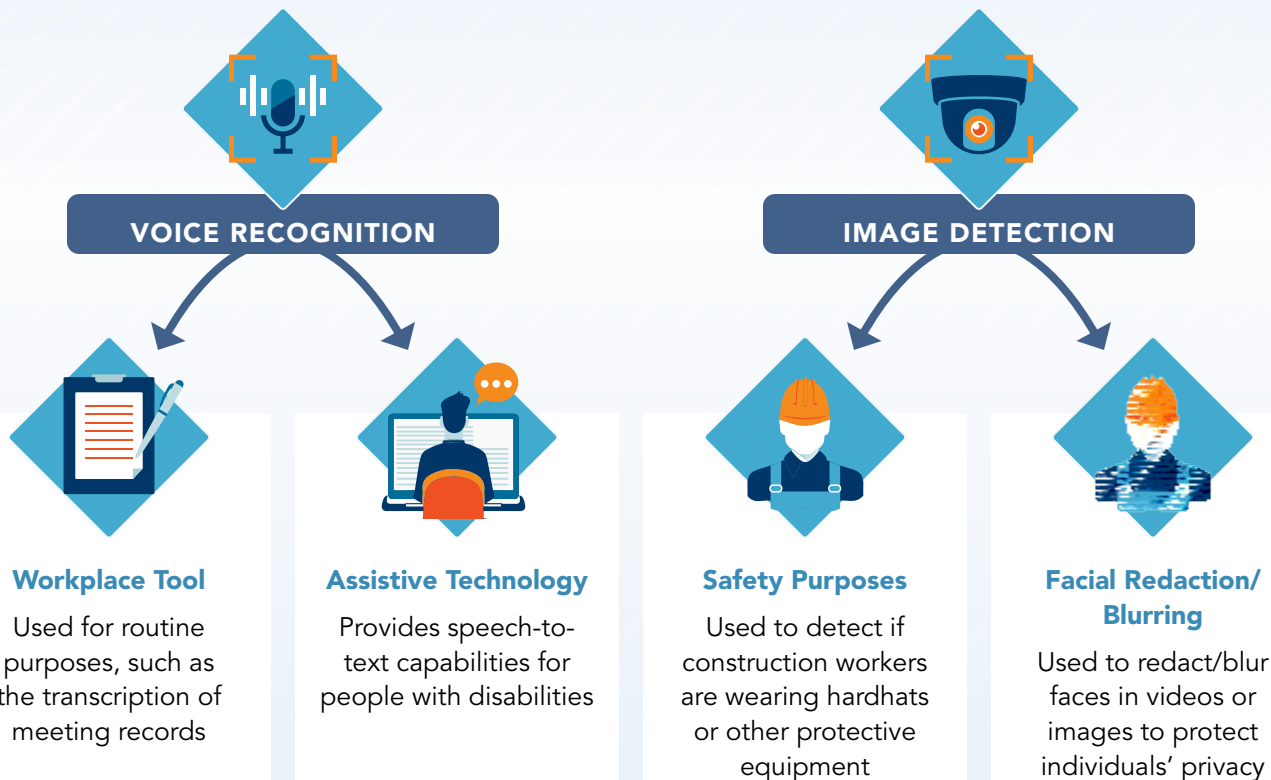 VOICE RECOGNITION
IMAGE DETECTION
Workplace Tool
Used for routine
purposes, such as
the transcription of
meeting records
Assistive Technology
Provides speech-to-
text capabilities for
people with disabilities
Safety Purposes
Used to detect if
construction workers
are wearing hardhats
or other protective
equipment
Facial Redaction/
Blurring
Used to redact/blur
faces in videos or
images to protect
individuals’ privacy